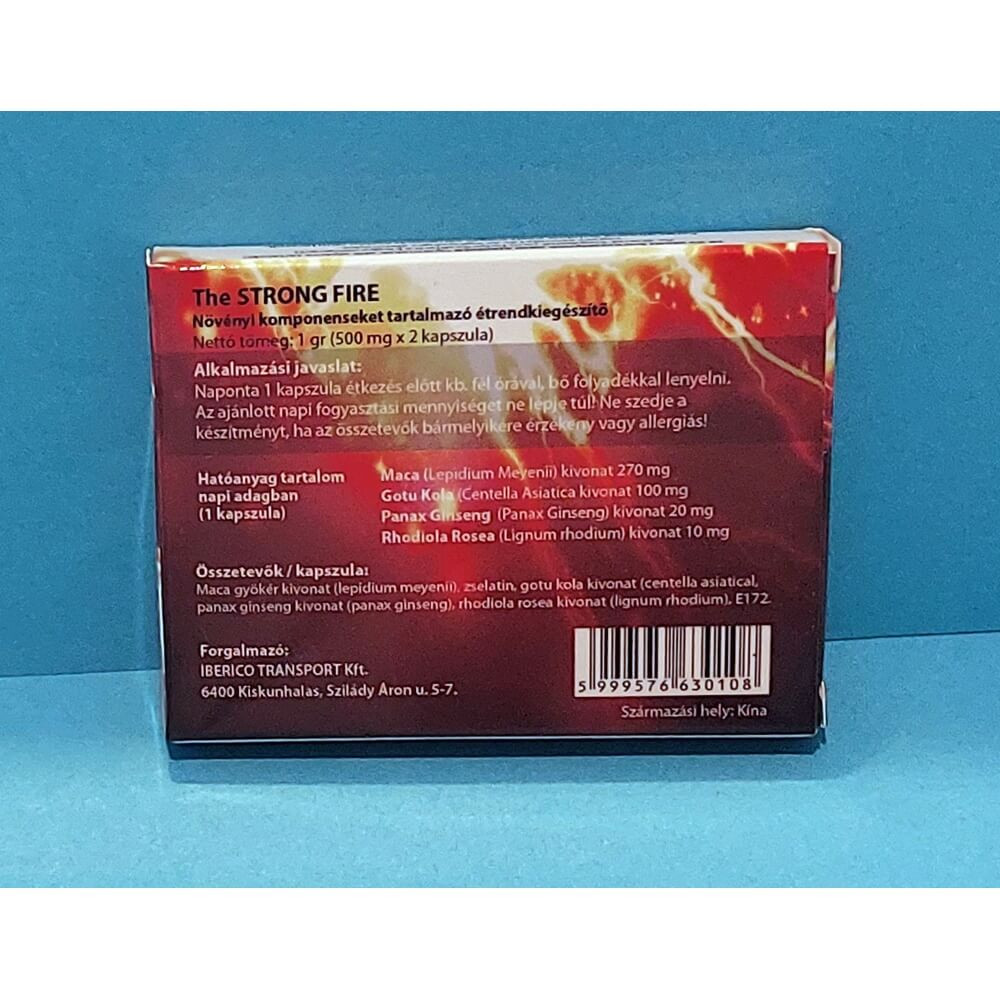 The STRONG FIRE
Növényi komponenseket tartalmazó étrendkiegészítő
Nettó tömeg: 1 gr (500 mg x 2 kapszula)
Alkalmazási javaslat:
Naponta 1 kapszula étkezés előtt kb. fél órával, bő folyadékkal lenyelni.
Az ajánlott napi fogyasztási mennyiséget ne lépje túl! Ne szedje a
készítményt, ha az összetevők bármelyikére érzékeny vagy allergiás!
Hatóanyag tartalom
napi adagban
(1 kapszula)
Maca (Lepidium Meyenii) kivonat 270 mg
Gotu Kola (Centella Asiatica kivonat 100 mg
Panax Ginseng (Panax Ginseng) kivonat 20 mg
Rhodiola Rosea (Lignum rhodium) kivonat 10 mg
Összetevők / kapszula:
Maca gyökér kivonat (lepidium meyenii), zselatin, gotu kola kivonat (centella asiatical,
panax ginseng kivonat (panax ginseng), rhodiola rosea kivonat (lignum rhodium), E172.
Forgalmazó:
IBERICO TRANSPORT Kft.
6400 Kiskunhalas, Szilády Áron u. 5-7.
5 999576 630108
Származási hely: Kína